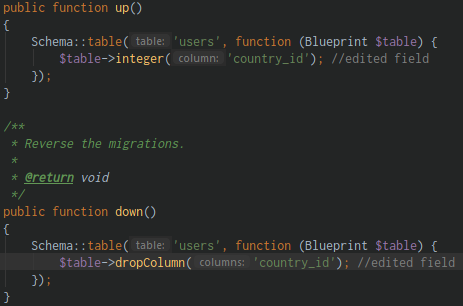 public function up()
{
    Schema::table( table: 'users', function (Blueprint $table) {
        $table->integer( column: 'country_id'); //edited field
    });
}

/**
 * Reverse the migrations.
 *
 * @return void
 */
public function down()
{
    Schema::table( table: 'users', function (Blueprint $table) {
        $table->dropColumn( columns: 'country_id'); //edited field
    });
}